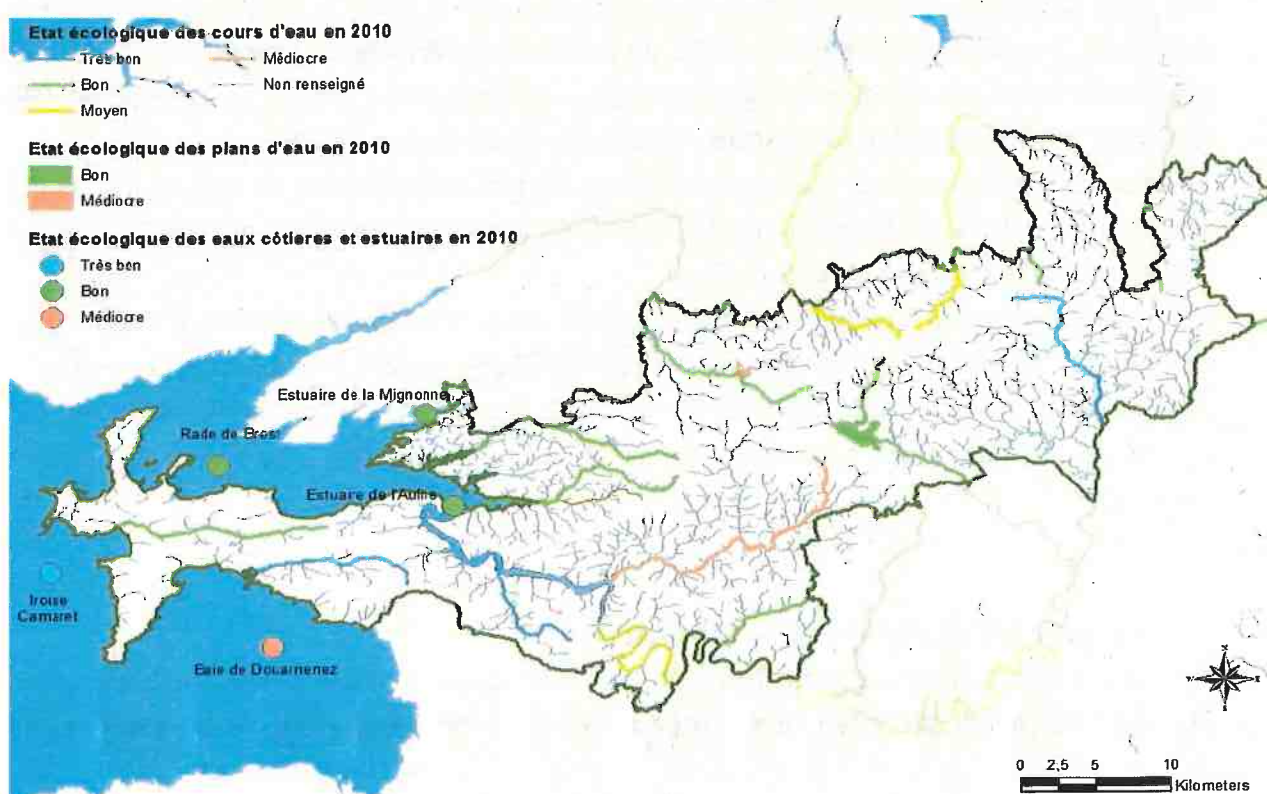 Etat écologique des cours d'eau en 2010
Très bon
Médiocre
Bon
Non renseigné
Moyen
Etat écologique des plans d'eau en 2010
Bon
Médiocre
Etat écologique des eaux côtieres et estuaires en 2010
Très bon
Bon
Médiocre
Estuaire de la Mignonne
Rade de Brest
Estuaire de l'Aulne
Iroise
Camaret
Baie de Douarnenez
N
W E
S
0 2,5 5 10
Kilometers